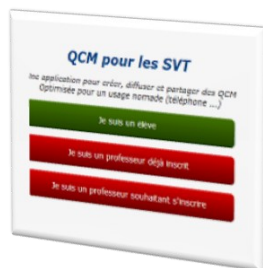 QCM pour les SVT
Une application pour créer, diffuser et partager des QCM
Optimisée pour un usage nomade (téléphone ...)
Je suis un élève
Je suis un professeur déjà inscrit
Je suis un professeur souhaitant s'inscrire